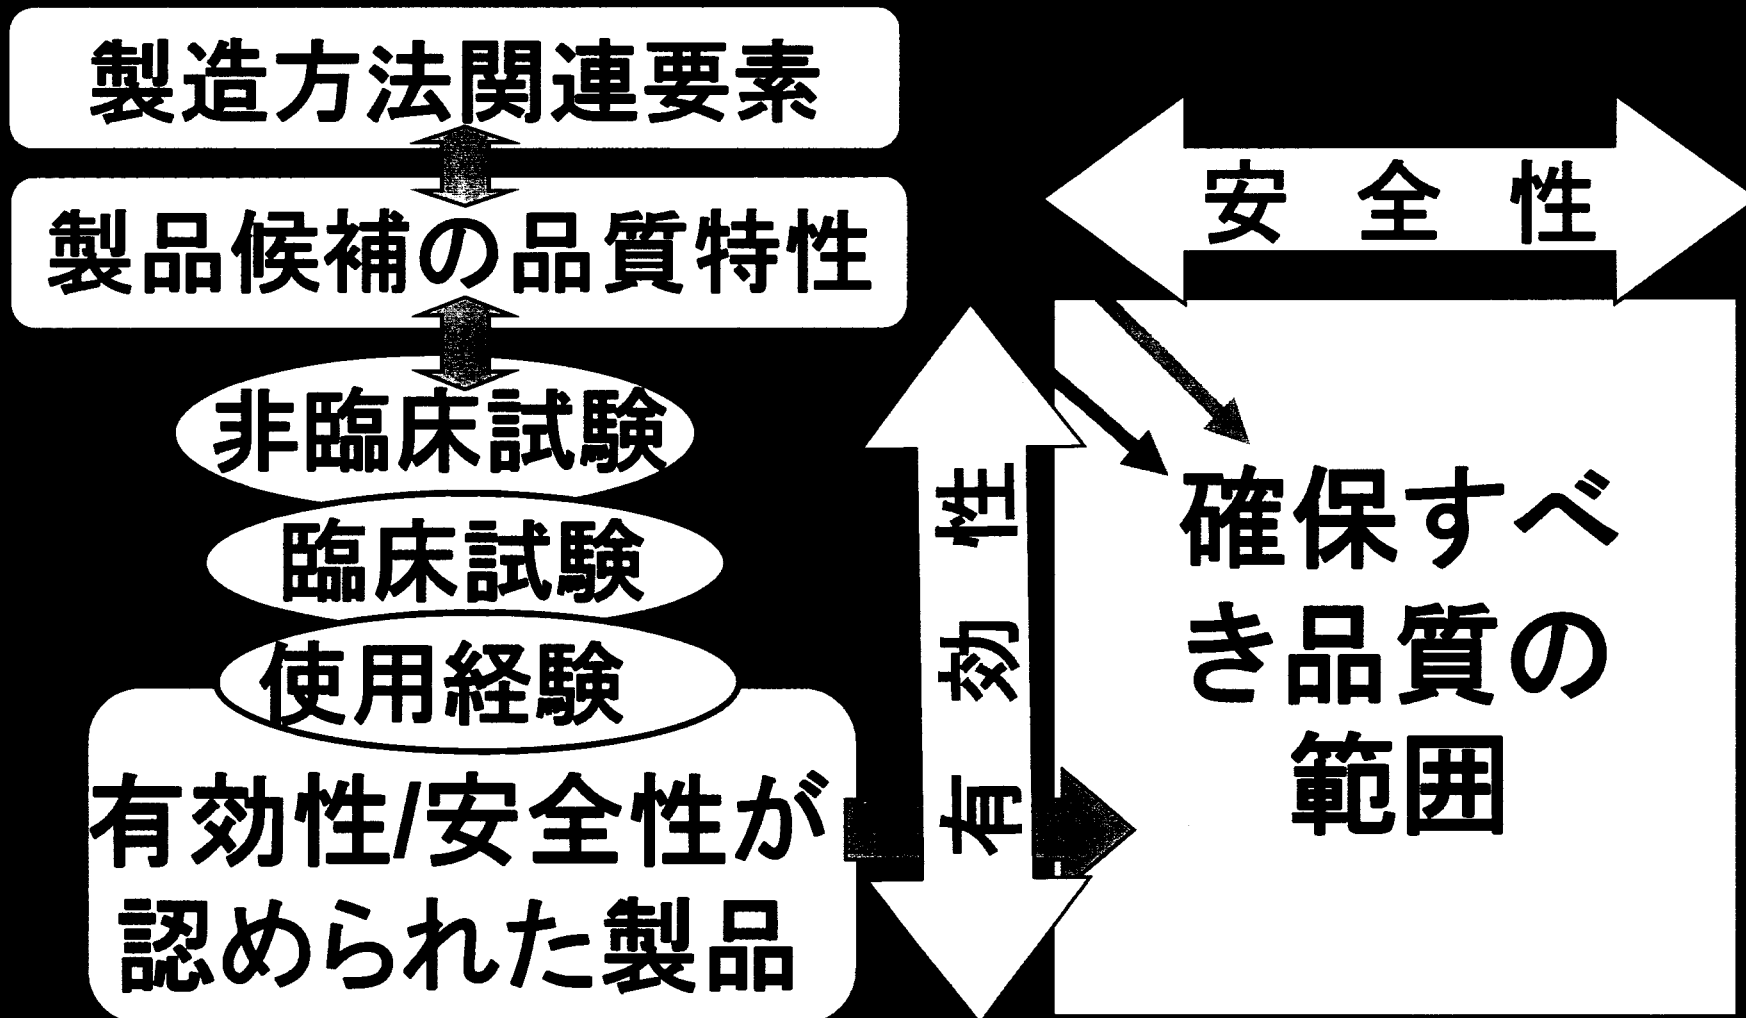 製造方法関連要素
製品候補の品質特性
非臨床試験
臨床試験
使用経験
有効性/安全性が
認められた製品
安全性
有効性
確保すべ
き品質の
範囲